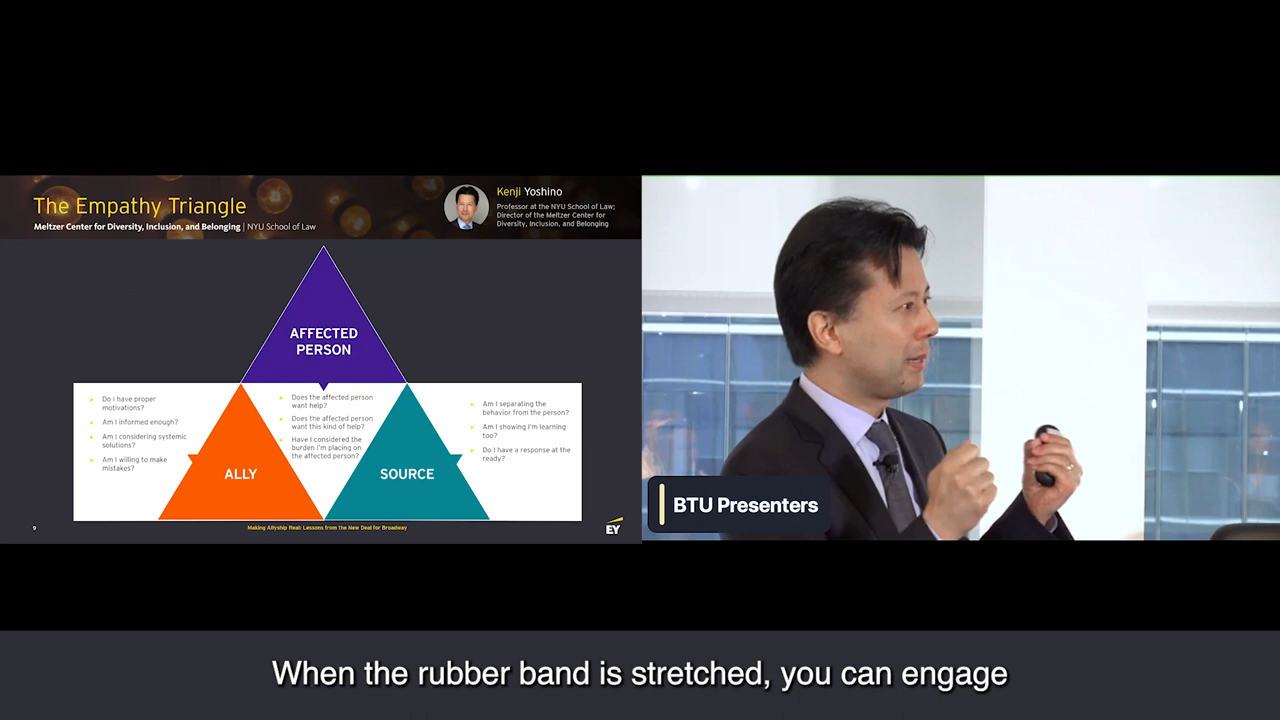 The Empathy Triangle
Meltzer Center for Diversity, Inclusion, and Belonging | NYU School of Law
Kenji Yoshino
Professor at the NYU School of Law;
Director of the Meltzer Center for
Diversity, Inclusion, and Belonging
AFFECTED
PERSON
Do I have proper
motivations?
Am I informed enough?
Am I considering systemic
solutions?
Am I willing to make
mistakes?
ALLY
Does the affected person
want help?
Does the affected person
want this kind of help?
Have I considered the
burden I'm placing on
the affected person?
SOURCE
Am I separating the
behavior from the person?
Am I showing I'm learning
too?
Do I have a response at the
ready?
9
Making Allyship Real: Lessons from the New Deal for Broadway
EY
BTU Presenters
When the rubber band is stretched, you can engage